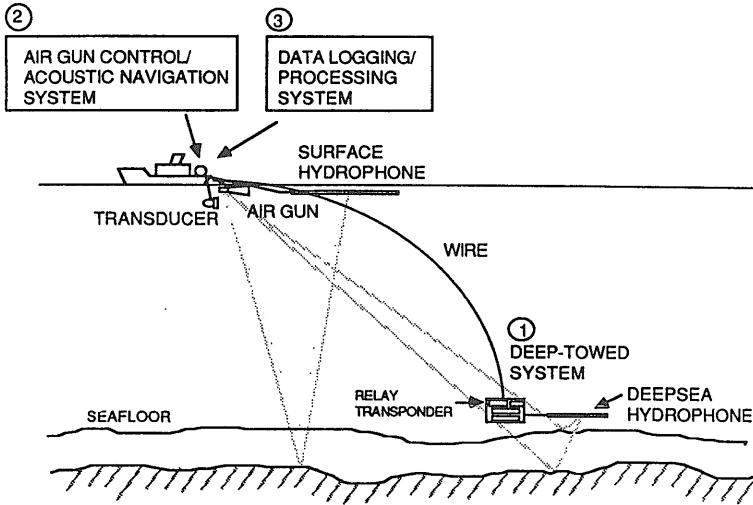 ②
AIR GUN CONTROL/
ACOUSTIC NAVIGATION
SYSTEM
③
DATA LOGGING/
PROCESSING
SYSTEM
SURFACE
HYDROPHONE
TRANSDUCER
AIR GUN
WIRE
①
DEEP-TOWED
SYSTEM
RELAY
TRANSPONDER
DEEPSEA
HYDROPHONE
SEAFLOOR